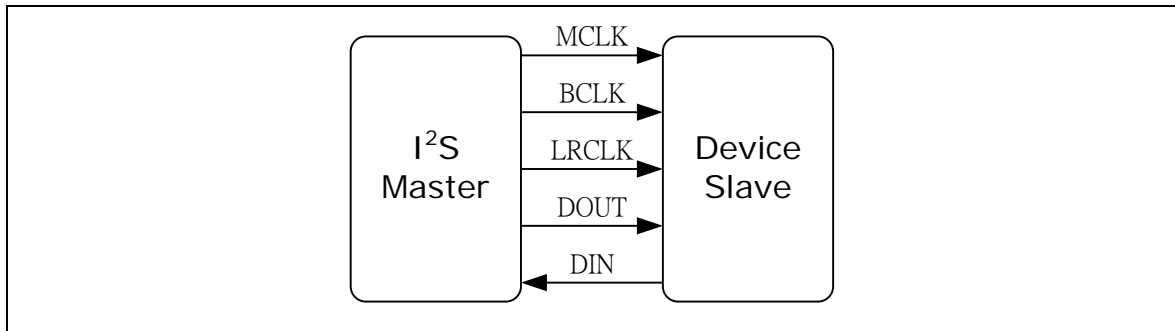 MCLK
BCLK
LRCLK
DOUT
DIN
I²S
Master
Device
Slave